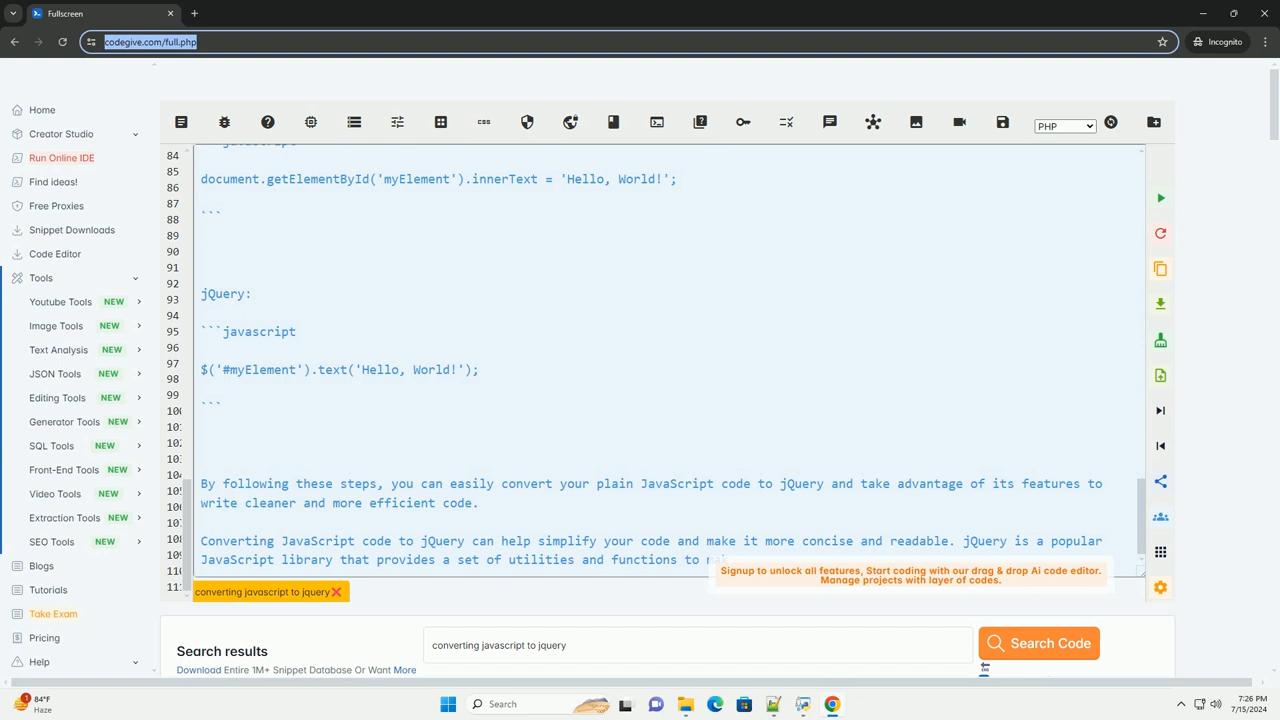 Fullscreen
codegive.com/full.php
Incognito
Home
Creator Studio
Run Online IDE
Find ideas!
Free Proxies
Snippet Downloads
Code Editor
Tools
Youtube Tools NEW
Image Tools NEW
Text Analysis NEW
JSON Tools NEW
Editing Tools NEW
Generator Tools NEW
SQL Tools NEW
Front-End Tools NEW
Video Tools NEW
Extraction Tools NEW
SEO Tools NEW
Blogs
Tutorials
Take Exam
Pricing
Help
css
PHP
84
85
86
87
88
89
90
91
92
93
94
95
96
97
98
99
100
document.getElementById('myElement').innerText = 'Hello, World!';
```
jQuery:
```javascript
$('#myElement').text('Hello, World!');
```
By following these steps, you can easily convert your plain JavaScript code to jQuery and take advantage of its features to
write cleaner and more efficient code.
Converting JavaScript code to jQuery can help simplify your code and make it more concise and readable. jQuery is a popular
JavaScript library that provides a set of utilities and functions to
Signup to unlock all features, Start coding with our drag & drop Ai code editor.
Manage projects with layer of codes.
converting javascript to jquery
Search results
Download Entire 1M+ Snippet Database Or Want More
converting javascript to jquery
Search Code
84°F
Haze
Search
1:26 PM
7/15/2024